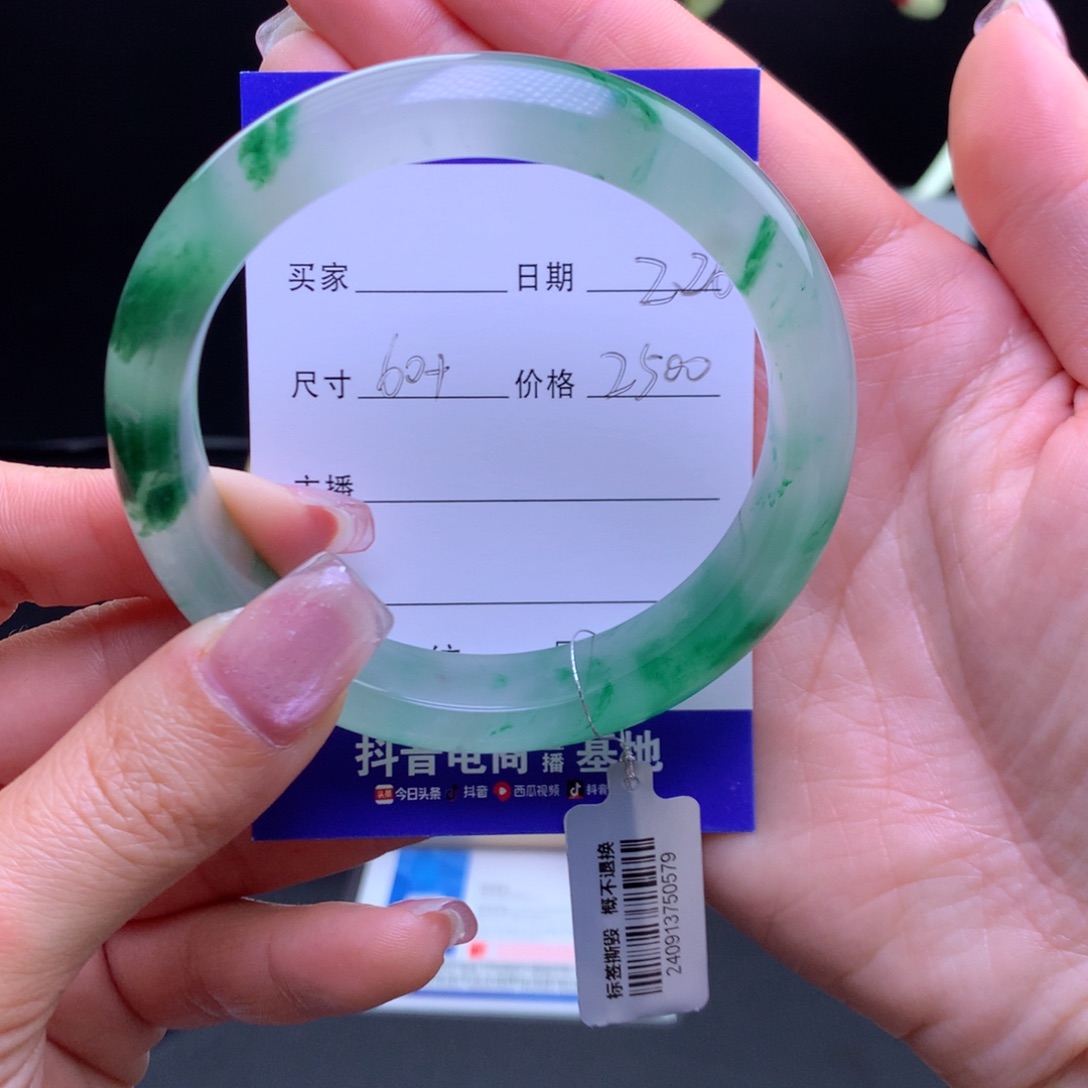 买家 日期 226
尺寸 60+ 价格 2500
主播
抖音电商直播基地
今日头条 抖音 西瓜视频 抖音
标签撕毁 概不退换
240913750579